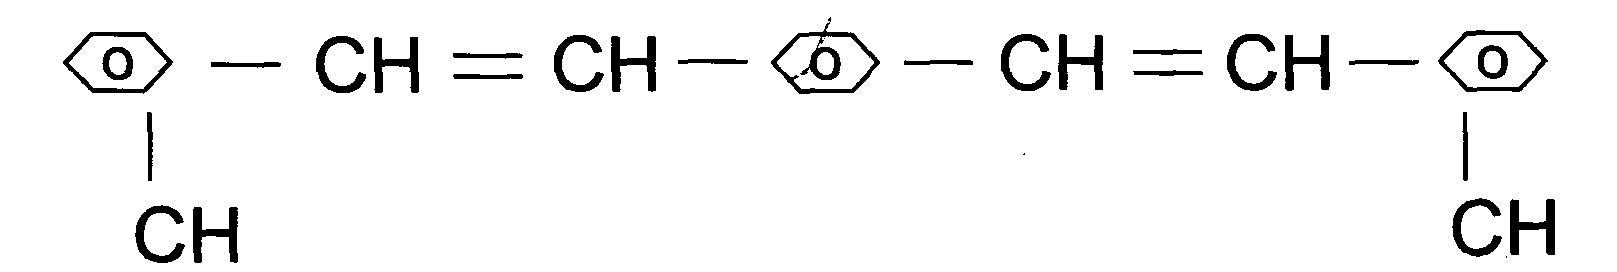 O — CH = CH — O — CH = CH — O
CH CH